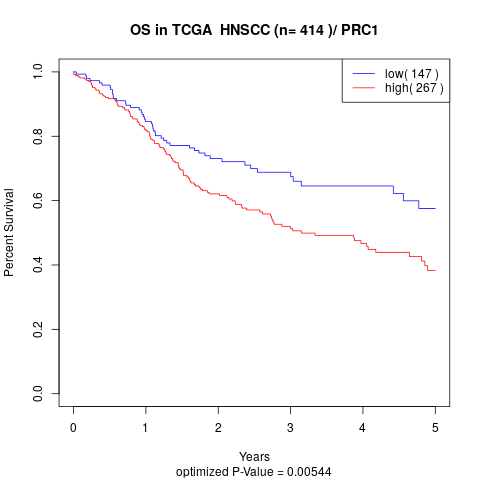 OS in TCGA HNSCC (n= 414 )/ PRC1
low( 147 )
high( 267 )
Percent Survival
1.0
0.8
0.6
0.4
0.2
0.0
0 1 2 3 4 5
Years
optimized P-Value = 0.00544